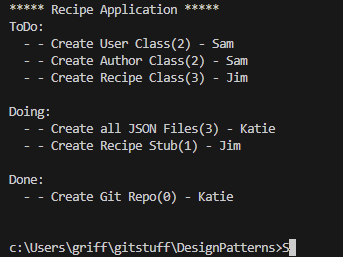 ***** Recipe Application *****
ToDo:
  - - Create User Class(2) - Sam
  - - Create Author Class(2) - Sam
  - - Create Recipe Class(3) - Jim

Doing:
  - - Create all JSON Files(3) - Katie
  - - Create Recipe Stub(1) - Jim

Done:
  - - Create Git Repo(0) - Katie

c:\Users\griff\gitstuff\DesignPatterns>S